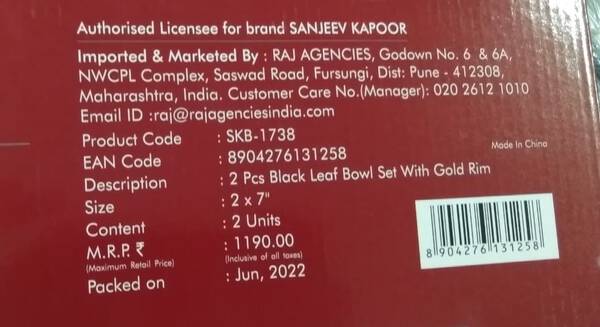 Authorised Licensee for brand SANJEEV KAPOOR
Imported & Marketed By : RAJ AGENCIES, Godown No. 6 & 6A,
NWCPL Complex, Saswad Road, Fursungi, Dist: Pune - 412308,
Maharashtra, India. Customer Care No.(Manager): 020 2612 1010
Email ID :raj@rajagenciesindia.com
Product Code : SKB-1738
Made In China
EAN Code : 8904276131258
Description : 2 Pcs Black Leaf Bowl Set With Gold Rim
Size : 2 x 7"
Content : 2 Units
M.R.P. ₹ : 1190.00
(Maximum Retail Price) (Inclusive of all taxes)
Packed on : Jun, 2022
8 904276 131258